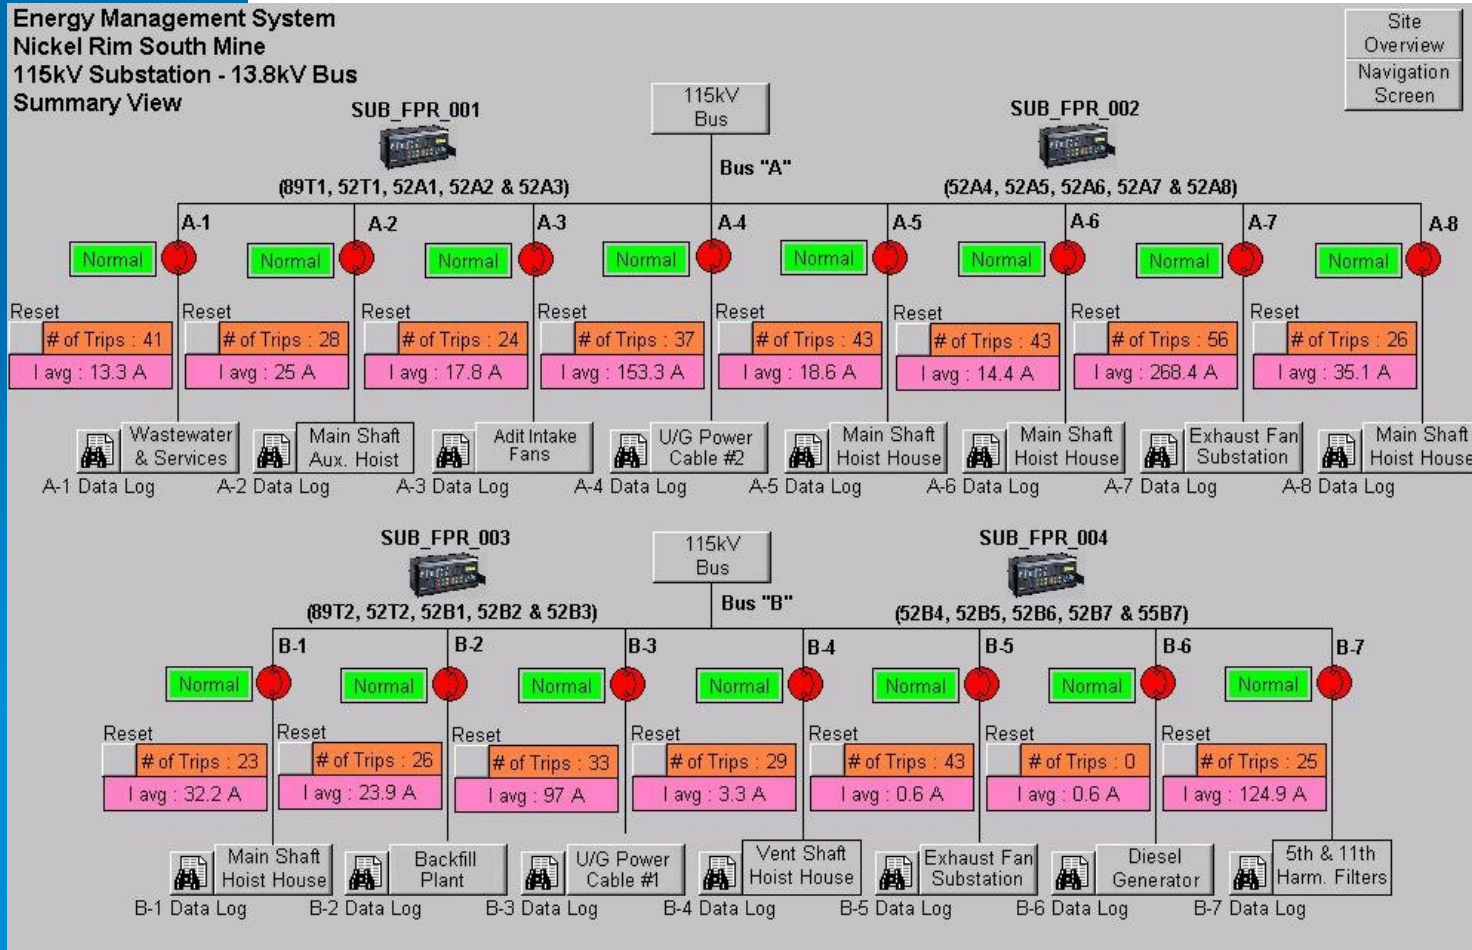 Energy Management System
Nickel Rim South Mine
115kV Substation - 13.8kV Bus
Summary View
Site
Overview
Navigation
Screen
SUB_FPR_001
115kV
Bus
SUB_FPR_002
Bus "A"
(89T1, 52T1, 52A1, 52A2 & 52A3)
(52A4, 52A5, 52A6, 52A7 & 52A8)
A-1
A-2
A-3
A-4
A-5
A-6
A-7
A-8
Normal
Normal
Normal
Normal
Normal
Normal
Normal
Normal
Reset
Reset
Reset
Reset
Reset
Reset
Reset
Reset
# of Trips : 41
# of Trips : 28
# of Trips : 24
# of Trips : 37
# of Trips : 43
# of Trips : 43
# of Trips : 56
# of Trips : 26
I avg : 13.3 A
I avg : 25 A
I avg : 17.8 A
I avg : 153.3 A
I avg : 18.6 A
I avg : 14.4 A
I avg : 268.4 A
I avg : 35.1 A
Wastewater
& Services
Main Shaft
Aux. Hoist
Adit Intake
Fans
U/G Power
Cable #2
Main Shaft
Hoist House
Main Shaft
Hoist House
Exhaust Fan
Substation
Main Shaft
Hoist House
A-1 Data Log
A-2 Data Log
A-3 Data Log
A-4 Data Log
A-5 Data Log
A-6 Data Log
A-7 Data Log
A-8 Data Log
SUB_FPR_003
115kV
Bus
SUB_FPR_004
Bus "B"
(89T2, 52T2, 52B1, 52B2 & 52B3)
(52B4, 52B5, 52B6, 52B7 & 55B7)
B-1
B-2
B-3
B-4
B-5
B-6
B-7
Normal
Normal
Normal
Normal
Normal
Normal
Normal
Reset
Reset
Reset
Reset
Reset
Reset
Reset
# of Trips : 23
# of Trips : 26
# of Trips : 33
# of Trips : 29
# of Trips : 43
# of Trips : 0
# of Trips : 25
I avg : 32.2 A
I avg : 23.9 A
I avg : 97 A
I avg : 3.3 A
I avg : 0.6 A
I avg : 0.6 A
I avg : 124.9 A
Main Shaft
Hoist House
Backfill
Plant
U/G Power
Cable #1
Vent Shaft
Hoist House
Exhaust Fan
Substation
Diesel
Generator
5th & 11th
Harm. Filters
B-1 Data Log
B-2 Data Log
B-3 Data Log
B-4 Data Log
B-5 Data Log
B-6 Data Log
B-7 Data Log